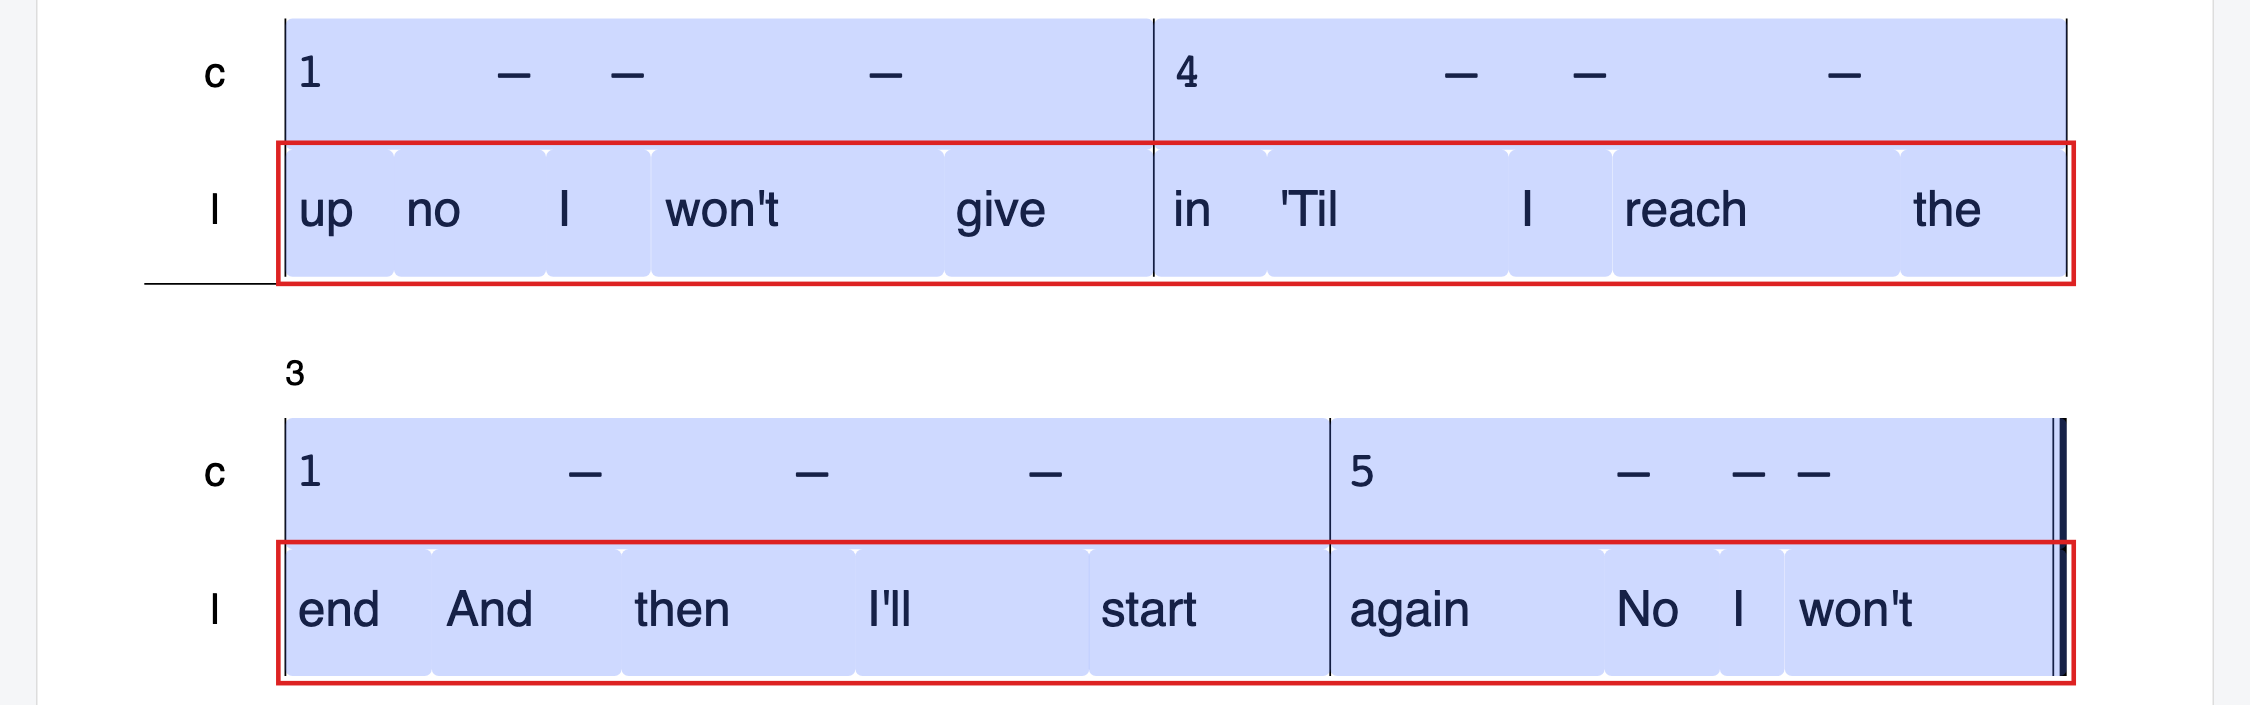 c 1 – – – 4 – – –
l up no I won't give in 'Til I reach the
3
c 1 – – – 5 – – –
l end And then I'll start again No I won't